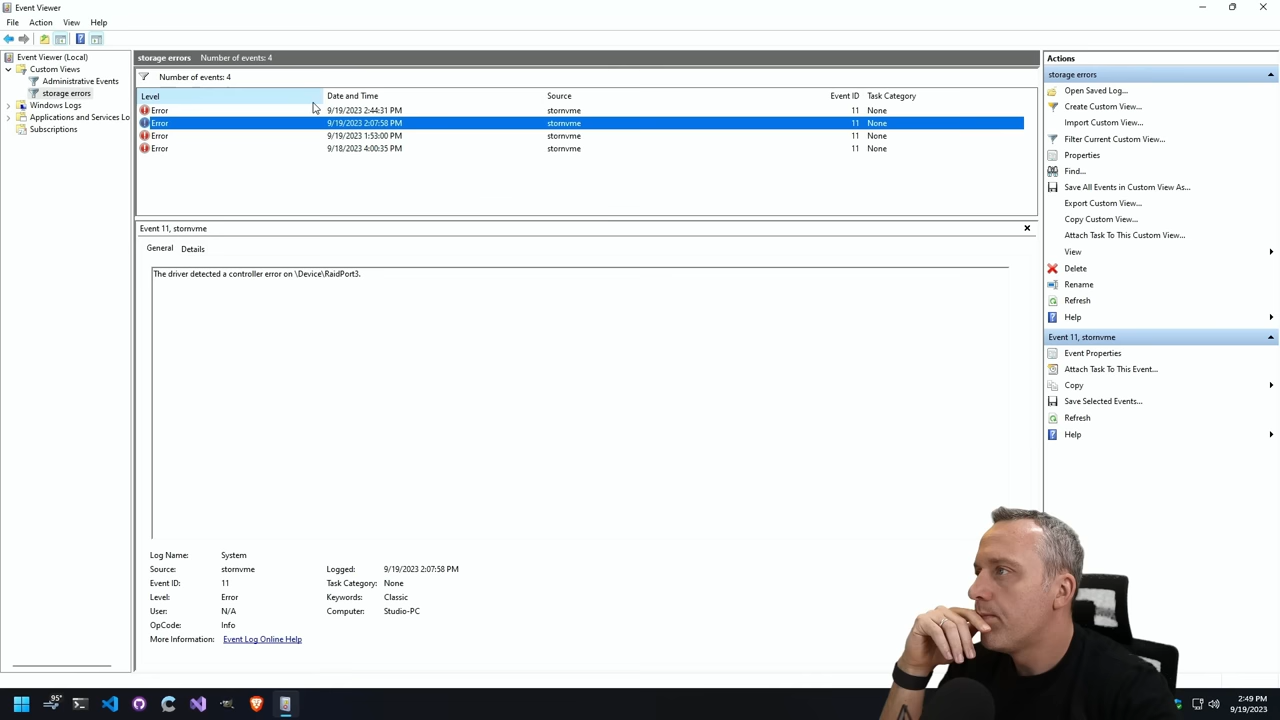 Event Viewer
File Action View Help
Event Viewer (Local)
Custom Views
Administrative Events
storage errors
Windows Logs
Applications and Services Lo
Subscriptions
storage errors Number of events: 4
Number of events: 4
Level Date and Time Source Event ID Task Category
Error 9/19/2023 2:44:31 PM stornvme 11 None
Error 9/19/2023 2:07:58 PM stornvme 11 None
Error 9/19/2023 1:53:00 PM stornvme 11 None
Error 9/18/2023 4:00:35 PM stornvme 11 None
Event 11, stornvme
General Details
The driver detected a controller error on \Device\RaidPort3.
Log Name: System
Source: stornvme Logged: 9/19/2023 2:07:58 PM
Event ID: 11 Task Category: None
Level: Error Keywords: Classic
User: N/A Computer: Studio-PC
OpCode: Info
More Information: Event Log Online Help
Actions
storage errors
Open Saved Log...
Create Custom View...
Import Custom View...
Filter Current Custom View...
Properties
Find...
Save All Events in Custom View As...
Export Custom View...
Copy Custom View...
Attach Task To This Custom View...
View
Delete
Rename
Refresh
Help
Event 11, stornvme
Event Properties
Attach Task To This Event...
Copy
Save Selected Events...
Refresh
Help
95°
2:49 PM
9/19/2023